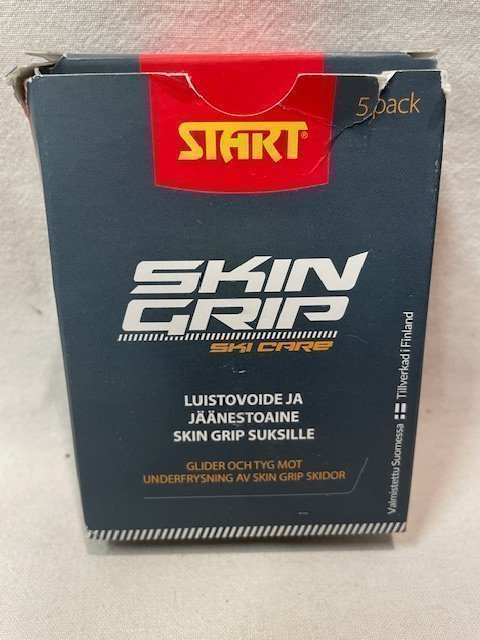 START®
5 pack
SKIN
GRIP
SKI CARE
LUISTOVOIDE JA
JÄÄNESTOAINE
SKIN GRIP SUKSILLE
GLIDER OCH TYG MOT
UNDERFRYSNING AV SKIN GRIP SKIDOR
Valmistettu Suomessa Tillverkad i Finland